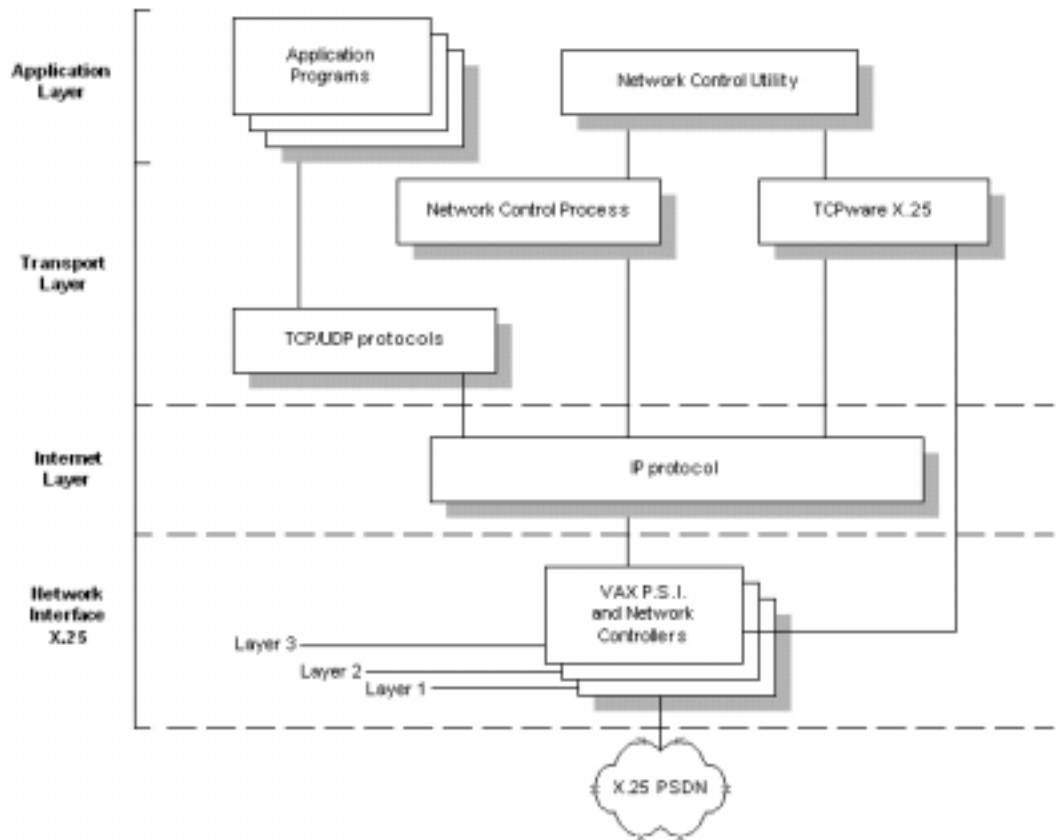 Application
Layer
Application
Programs
Network Control Utility
Network Control Process
TCPware X.25
Transport
Layer
TCP/UDP protocols
Internet
Layer
IP protocol
Network
Interface
X.25
VAX P.S.I.
and Network
Controllers
Layer 3
Layer 2
Layer 1
X.25 PSDN